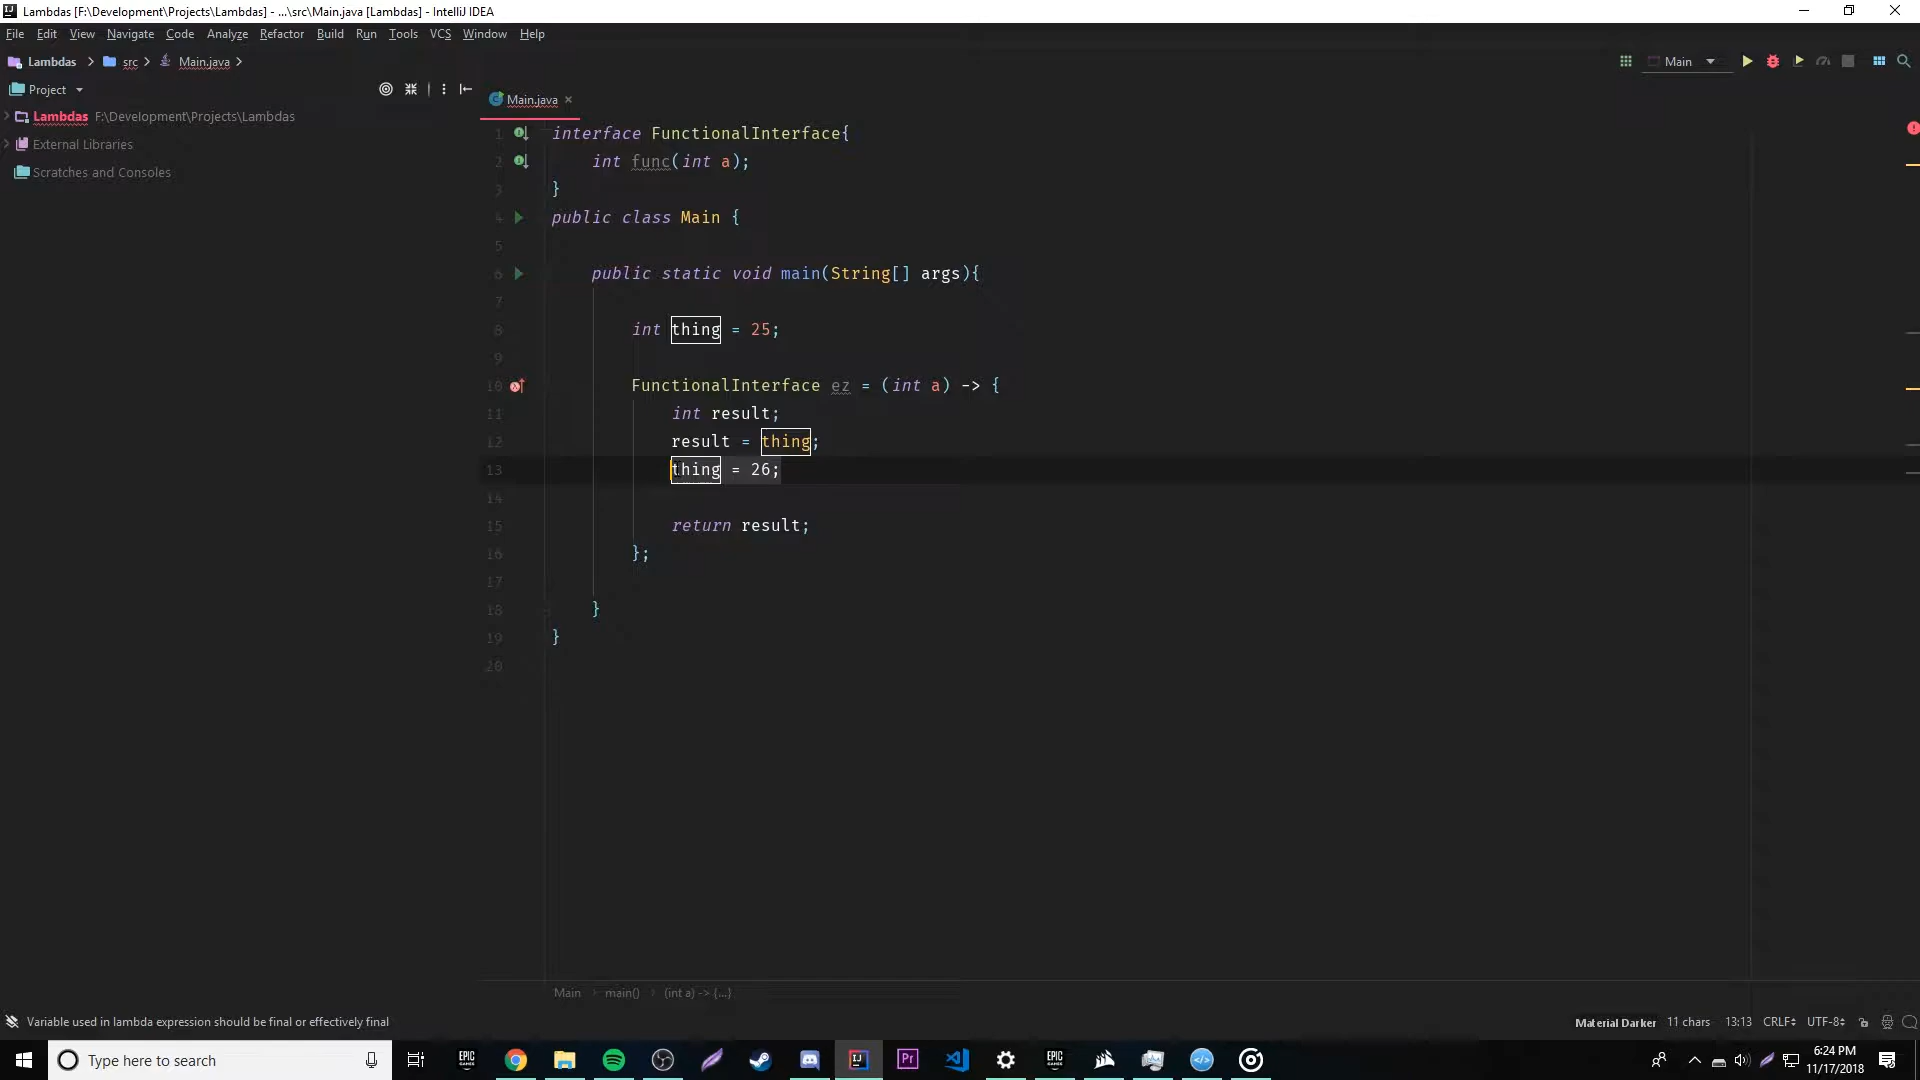 Lambdas [F:\Development\Projects\Lambdas] - ...\src\Main.java [Lambdas] - IntelliJ IDEA
File Edit View Navigate Code Analyze Refactor Build Run Tools VCS Window Help
Lambdas src Main.java Main
Project
Main.java
Lambdas F:\Development\Projects\Lambdas
External Libraries
Scratches and Consoles
1 interface FunctionalInterface{
2 int func(int a);
3 }
4 public class Main {
5
6 public static void main(String[] args){
7
8 int thing = 25;
9
10 FunctionalInterface ez = (int a) -> {
11 int result;
12 result = thing;
13 thing = 26;
14
15 return result;
16 };
17
18 }
19 }
20
Main main() (int a) -> {...}
Variable used in lambda expression should be final or effectively final
Material Darker 11 chars 13:13 CRLF UTF-8
Type here to search
EPIC GAMES
IJ
Pr
EPIC GAMES
6:24 PM
11/17/2018